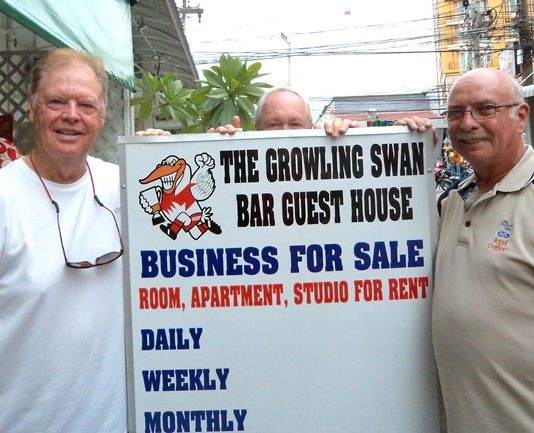 THE GROWLING SWAN
BAR GUEST HOUSE
BUSINESS FOR SALE
ROOM, APARTMENT, STUDIO FOR RENT
DAILY
WEEKLY
MONTHLY